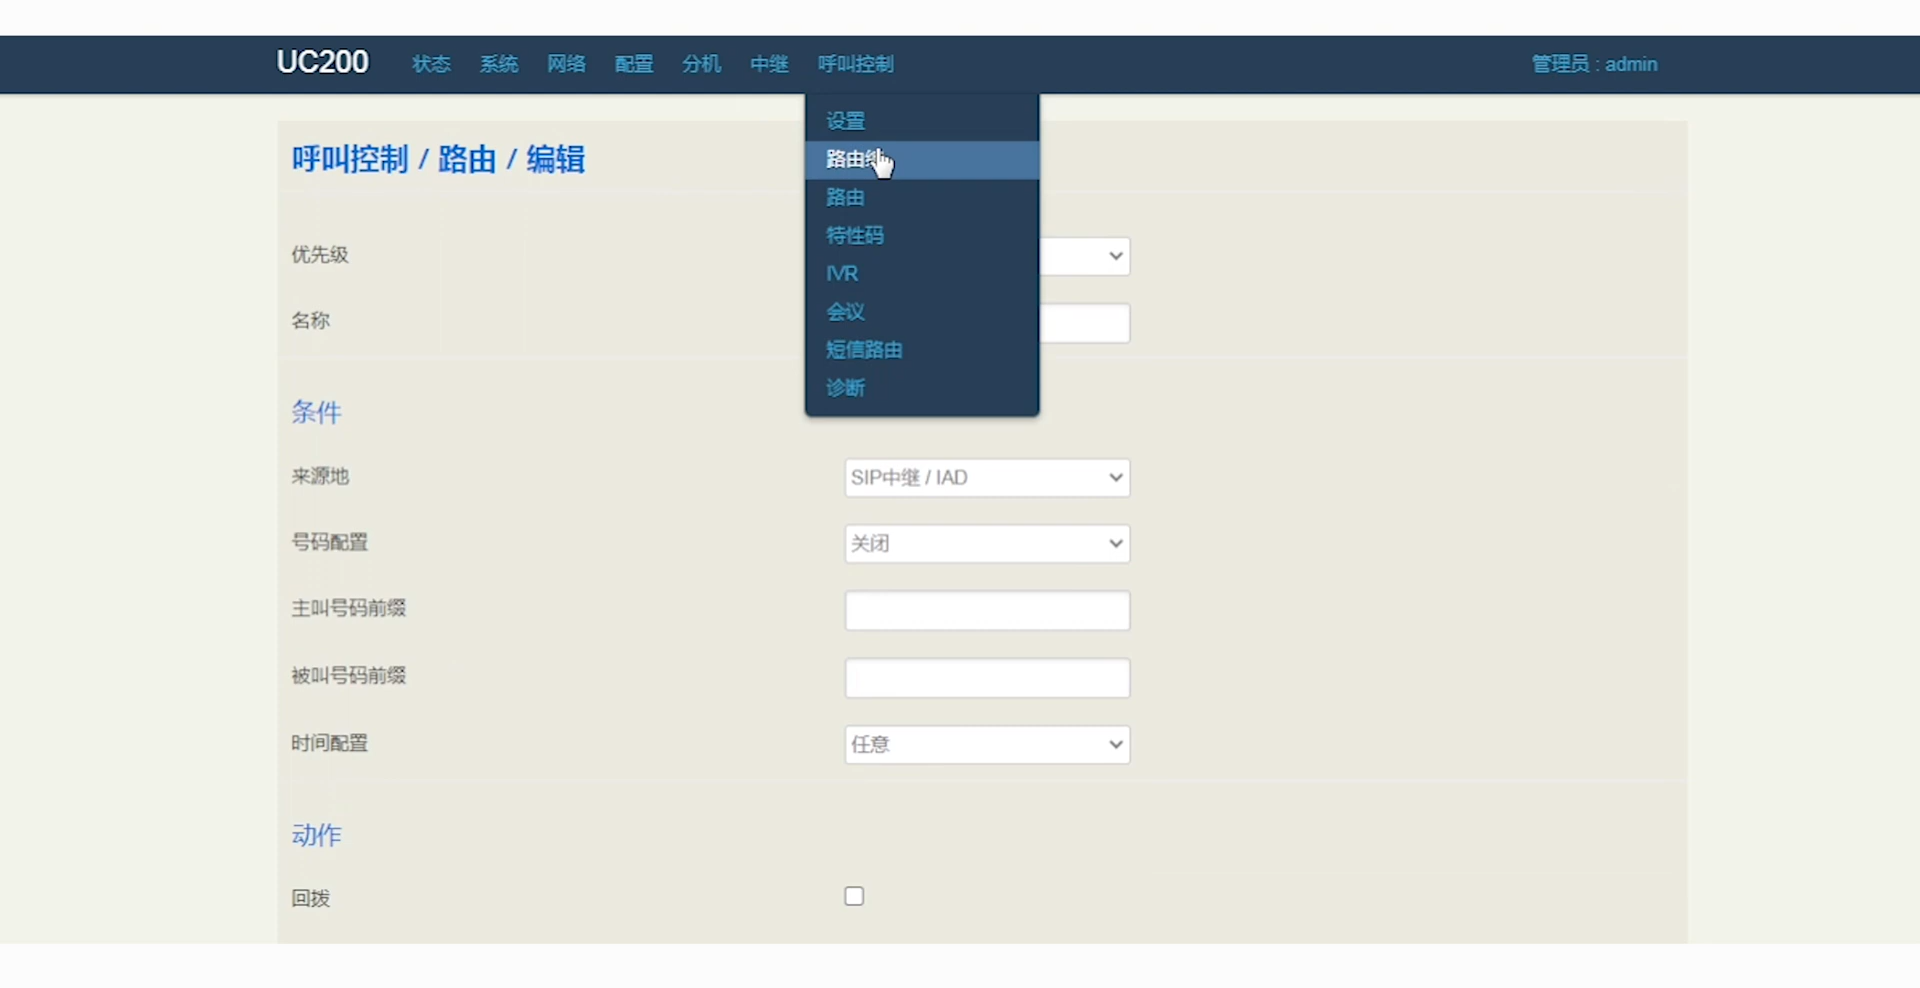 UC200 状态 系统 网络 配置 分机 中继 呼叫控制 管理员 : admin
设置
呼叫控制 / 路由 / 编辑
路由
路由
特性码
优先级
IVR
会议
名称
短信路由
诊断
条件
来源地 SIP中继 / IAD
号码配置 关闭
主叫号码前缀
被叫号码前缀
时间配置 任意
动作
回拨